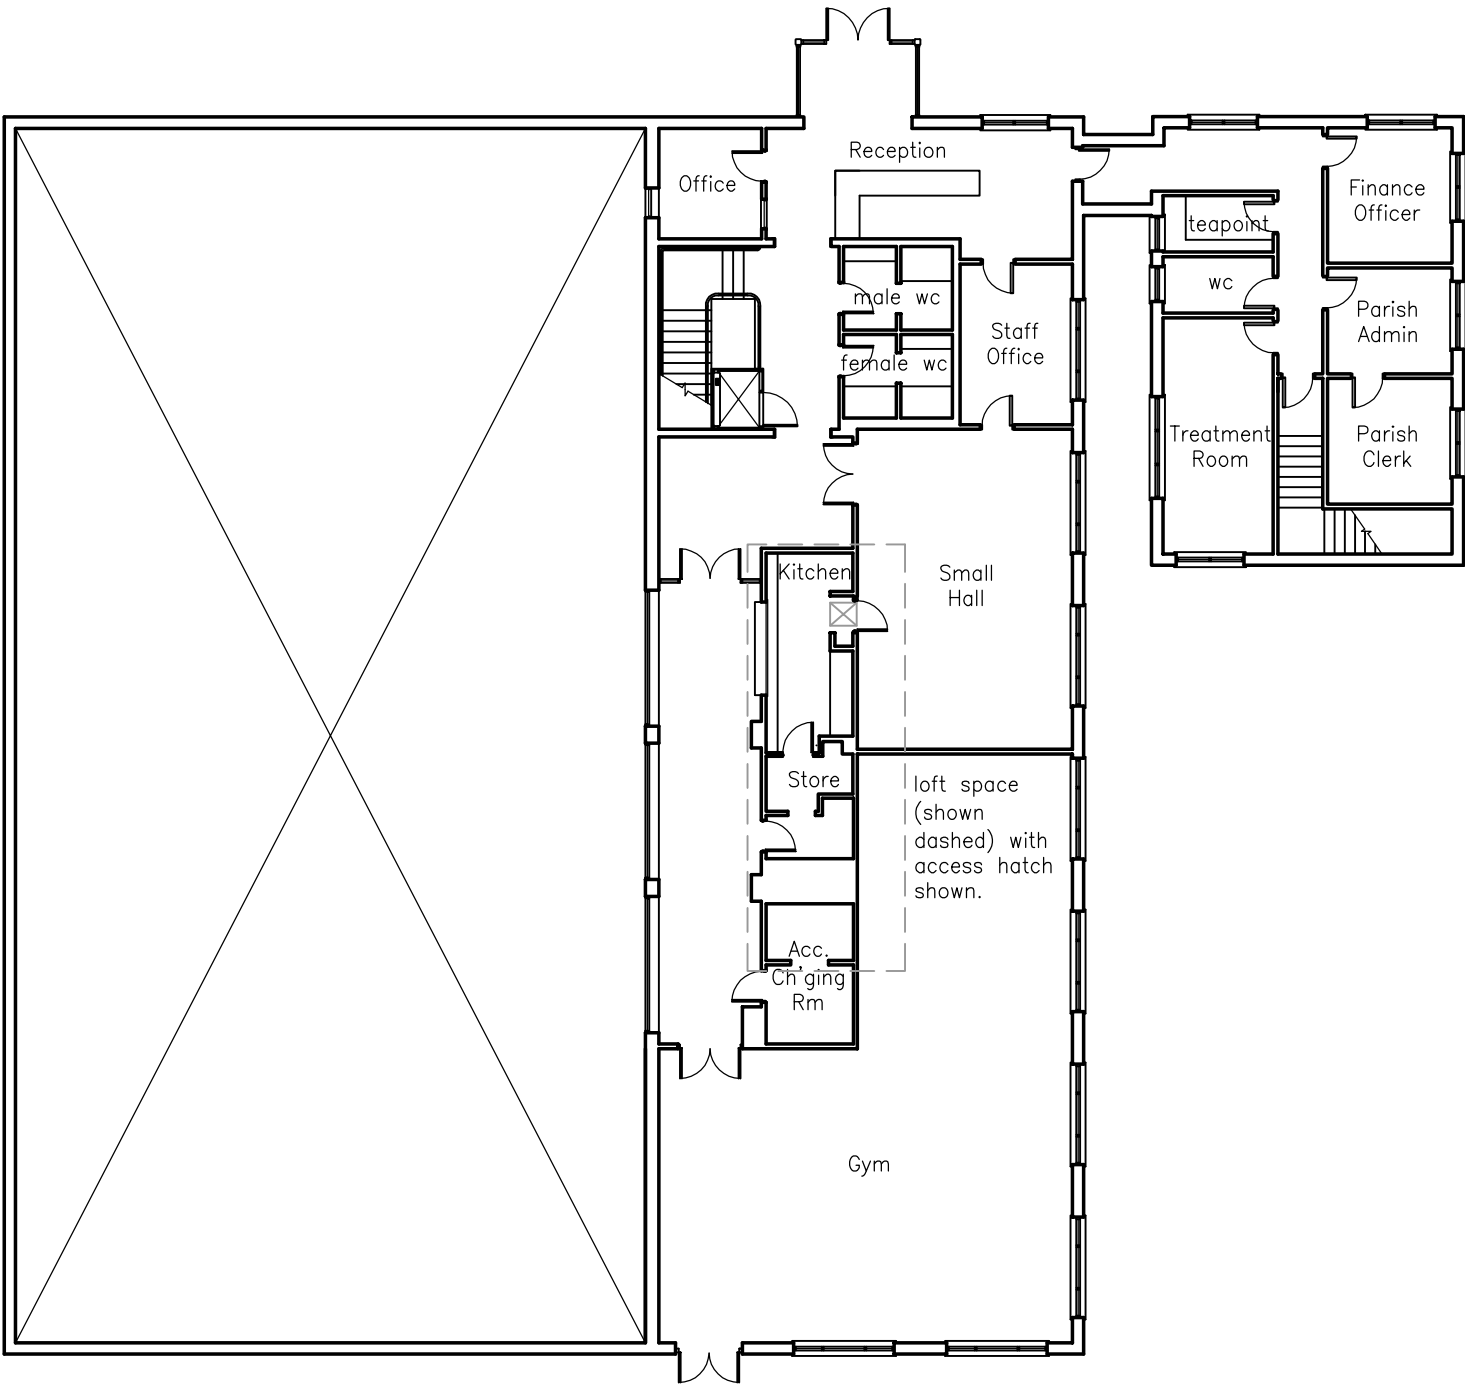 Reception
Office
Finance
Officer
teapoint
wc
male wc
Parish
Admin
Staff
Office
female wc
Treatment
Room
Parish
Clerk
Kitchen
Small
Hall
Store
loft space
(shown
dashed) with
access hatch
shown.
Acc.
Ch'ging
Rm
Gym